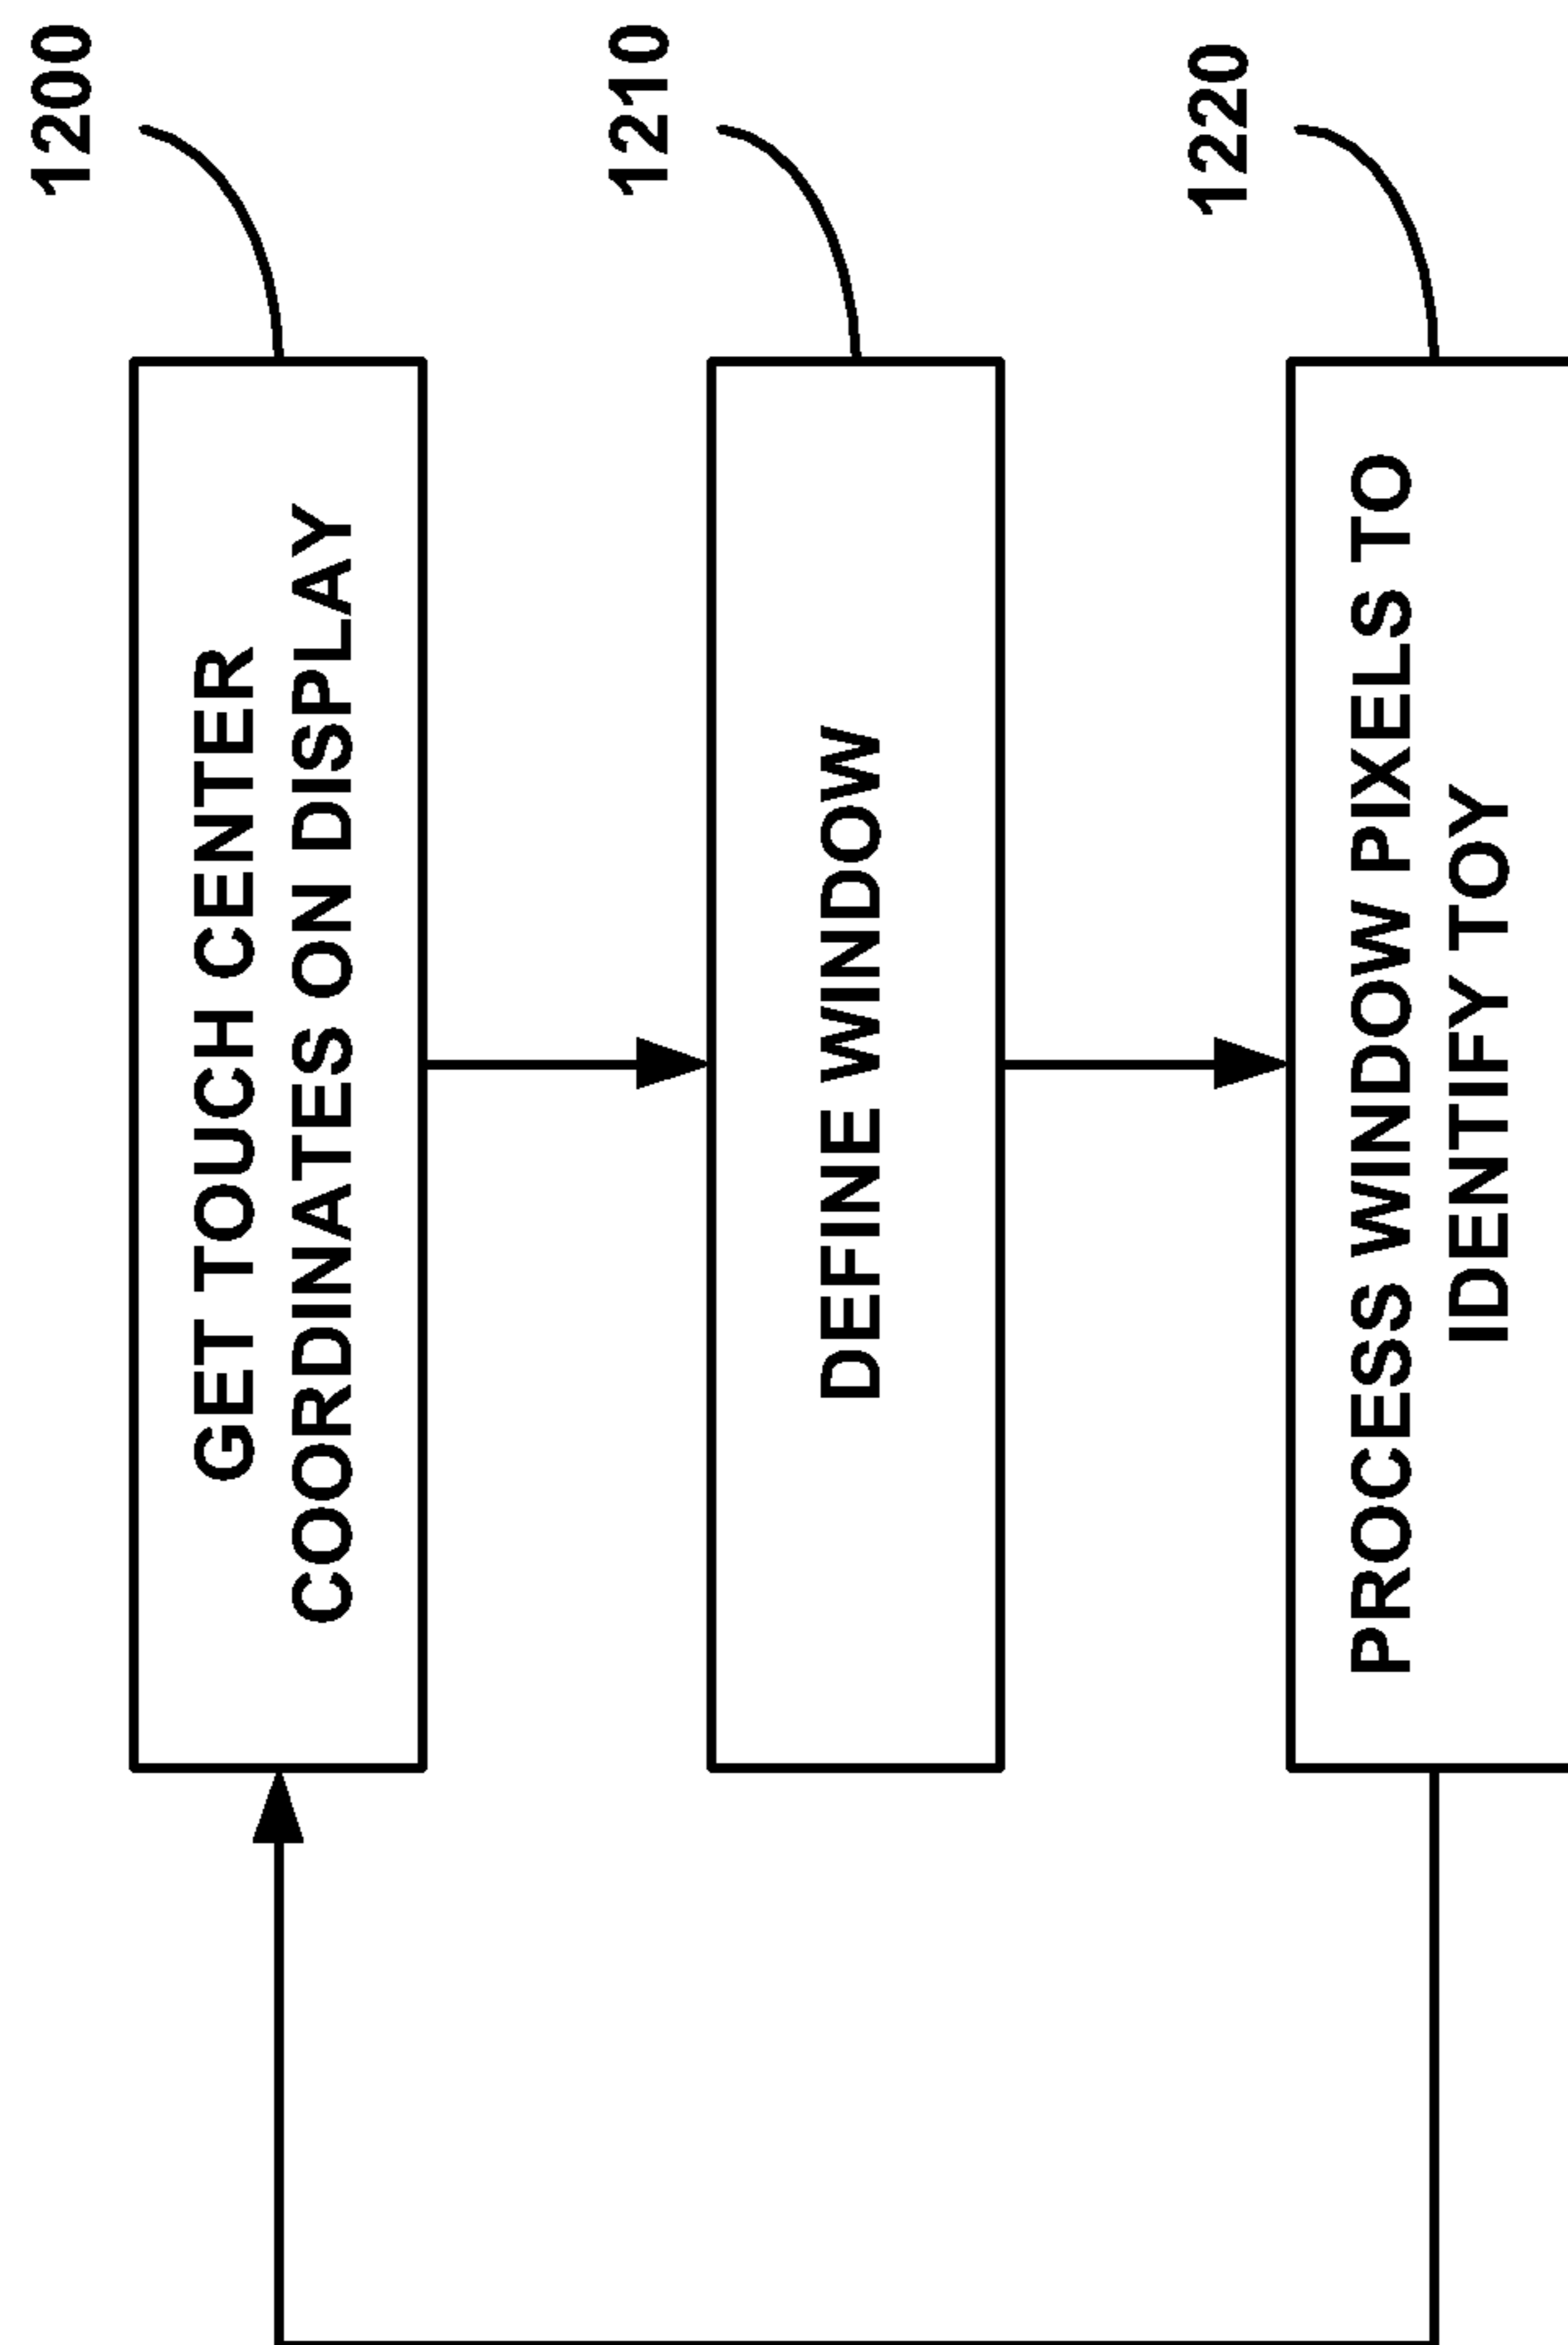 1200
GET TOUCH CENTER
COORDINATES ON DISPLAY
1210
DEFINE WINDOW
1220
PROCESS WINDOW PIXELS TO
IDENTIFY TOY